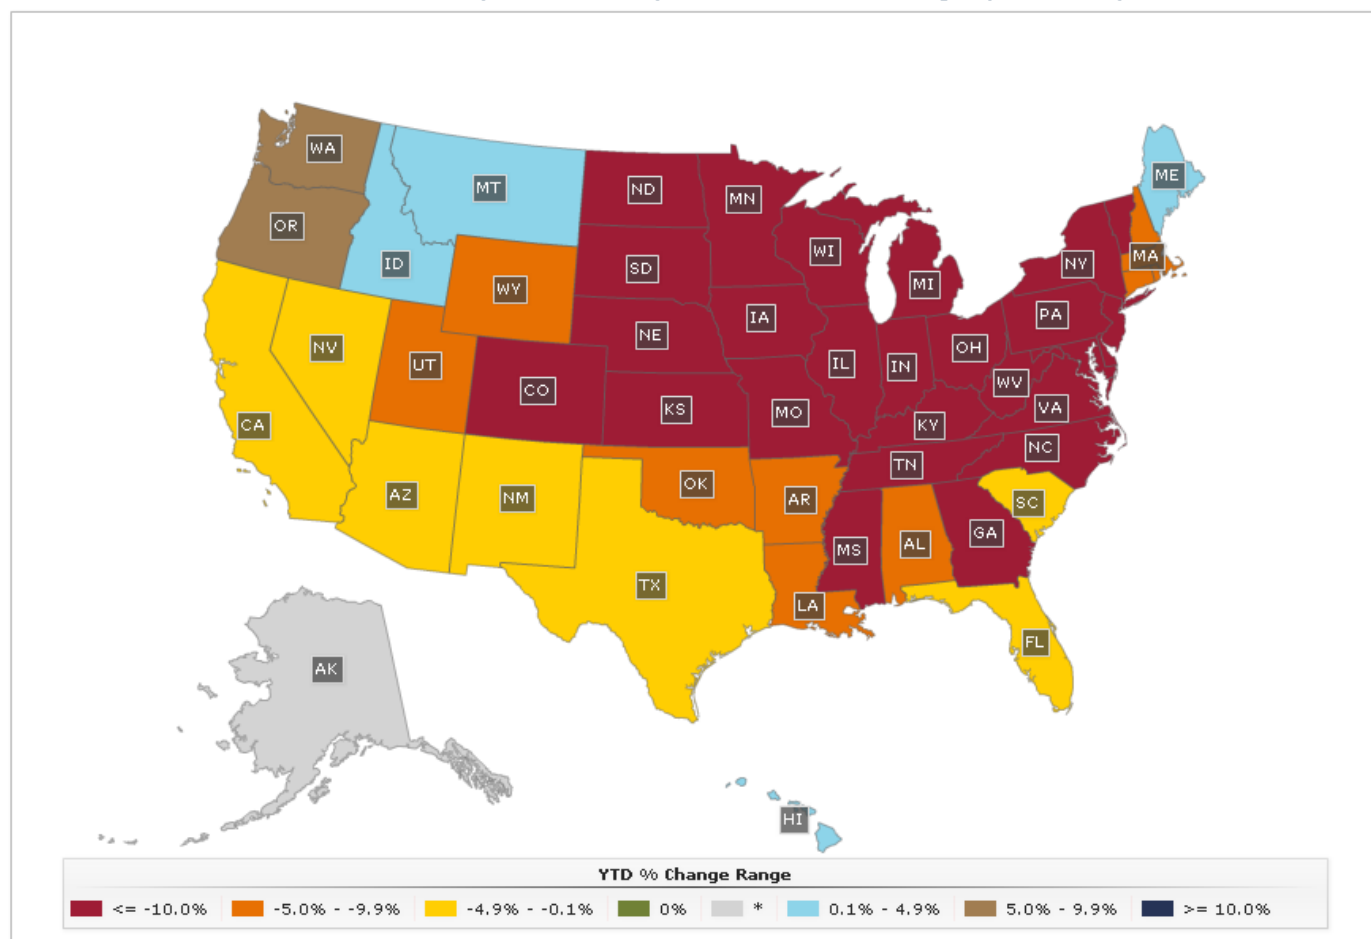 WA
MT
ND
MN
ME
OR
ID
WY
SD
WI
MI
NY
MA
NV
UT
NE
IA
IL
IN
OH
PA
WV
VA
CA
CO
KS
MO
KY
NC
TN
AZ
NM
OK
AR
SC
MS
AL
GA
TX
LA
FL
AK
HI
YTD % Change Range
<= -10.0% -5.0% - -9.9% -4.9% - -0.1% 0% * 0.1% - 4.9% 5.0% - 9.9% >= 10.0%